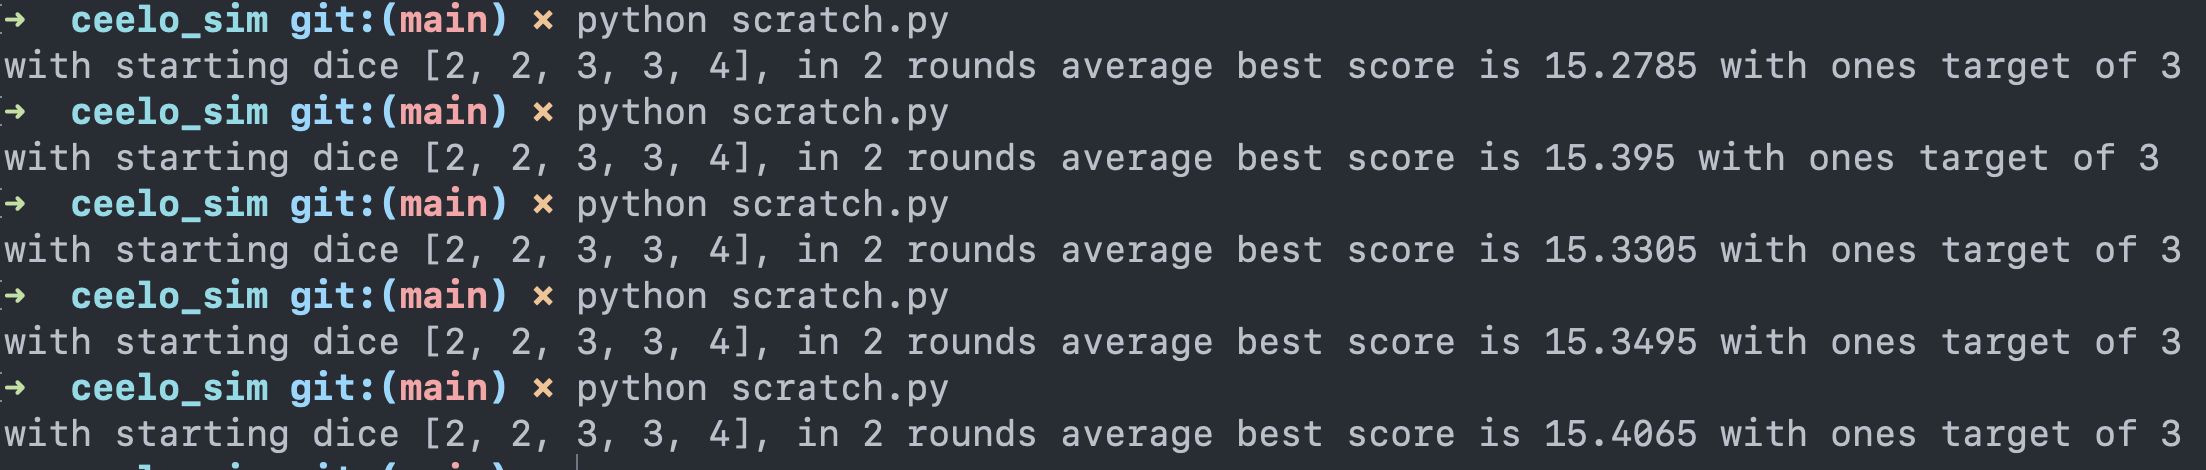 ➜  ceelo_sim git:(main) ✗ python scratch.py
with starting dice [2, 2, 3, 3, 4], in 2 rounds average best score is 15.2785 with ones target of 3
➜  ceelo_sim git:(main) ✗ python scratch.py
with starting dice [2, 2, 3, 3, 4], in 2 rounds average best score is 15.395 with ones target of 3
➜  ceelo_sim git:(main) ✗ python scratch.py
with starting dice [2, 2, 3, 3, 4], in 2 rounds average best score is 15.3305 with ones target of 3
➜  ceelo_sim git:(main) ✗ python scratch.py
with starting dice [2, 2, 3, 3, 4], in 2 rounds average best score is 15.3495 with ones target of 3
➜  ceelo_sim git:(main) ✗ python scratch.py
with starting dice [2, 2, 3, 3, 4], in 2 rounds average best score is 15.4065 with ones target of 3